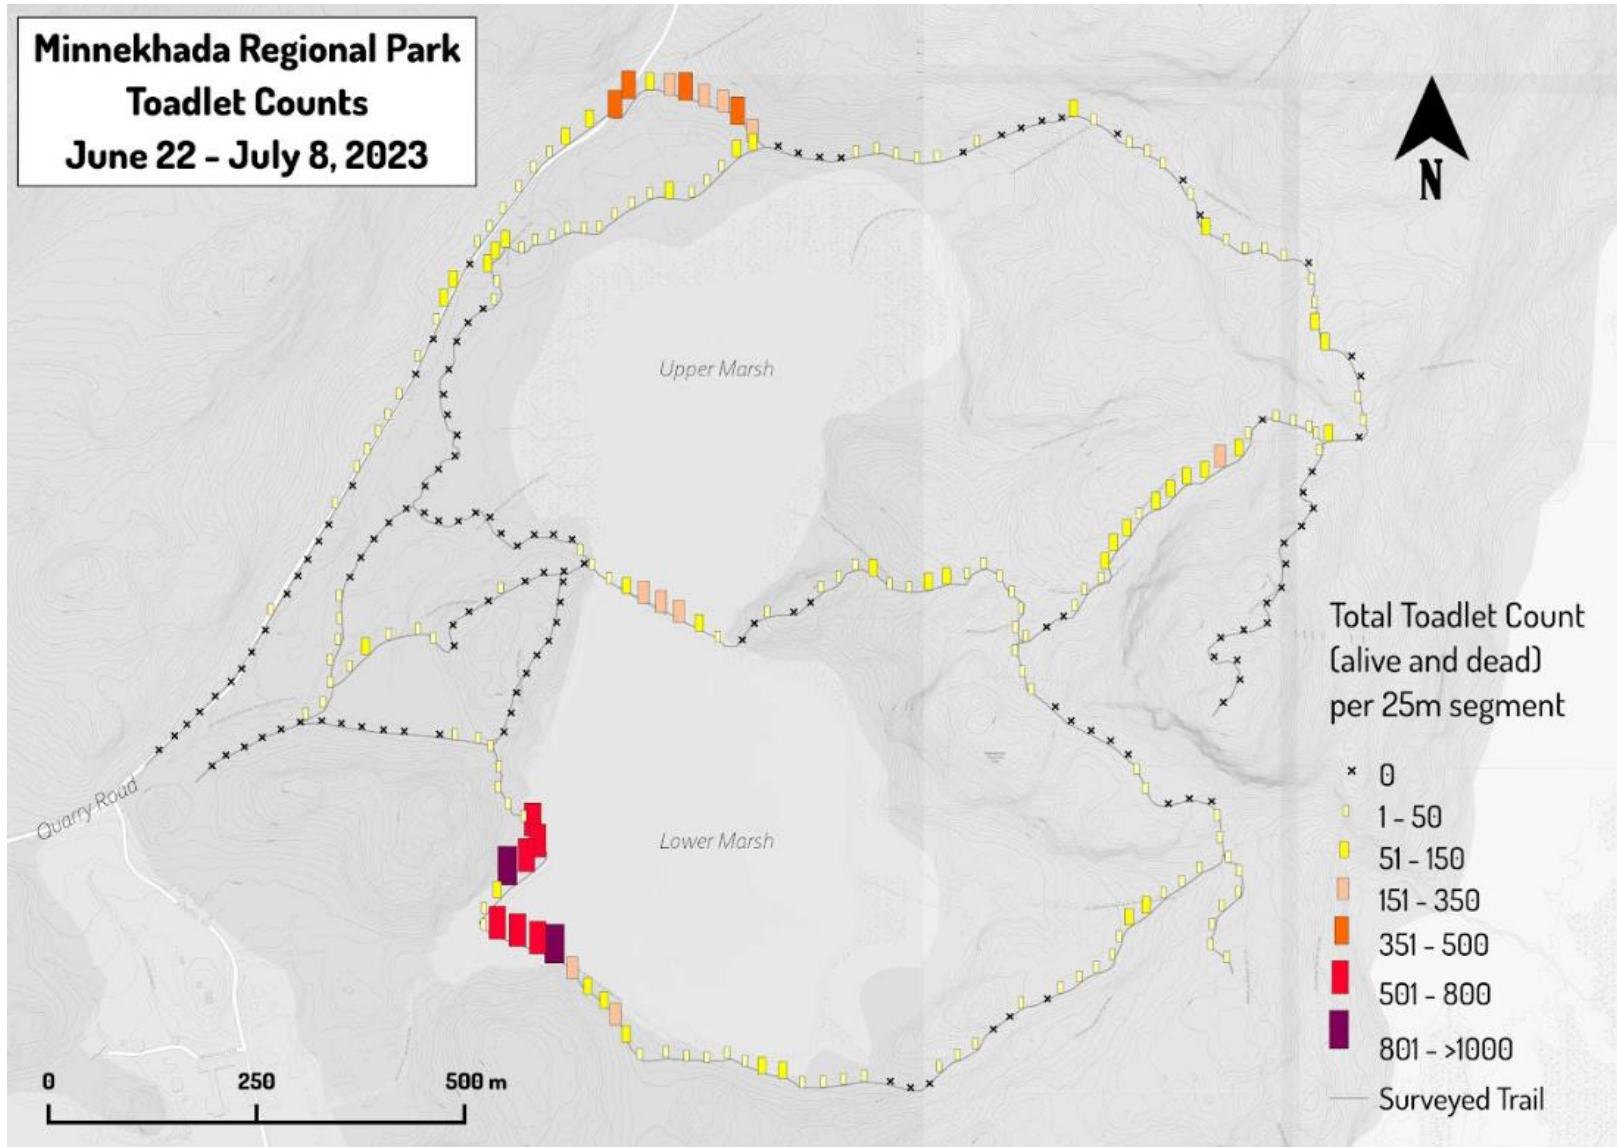 Minnekhada Regional Park
Toadlet Counts
June 22 - July 8, 2023
N
Upper Marsh
Lower Marsh
Quarry Road
Total Toadlet Count
(alive and dead)
per 25m segment
0
1 - 50
51 - 150
151 - 350
351 - 500
501 - 800
801 - >1000
Surveyed Trail
0 250 500 m